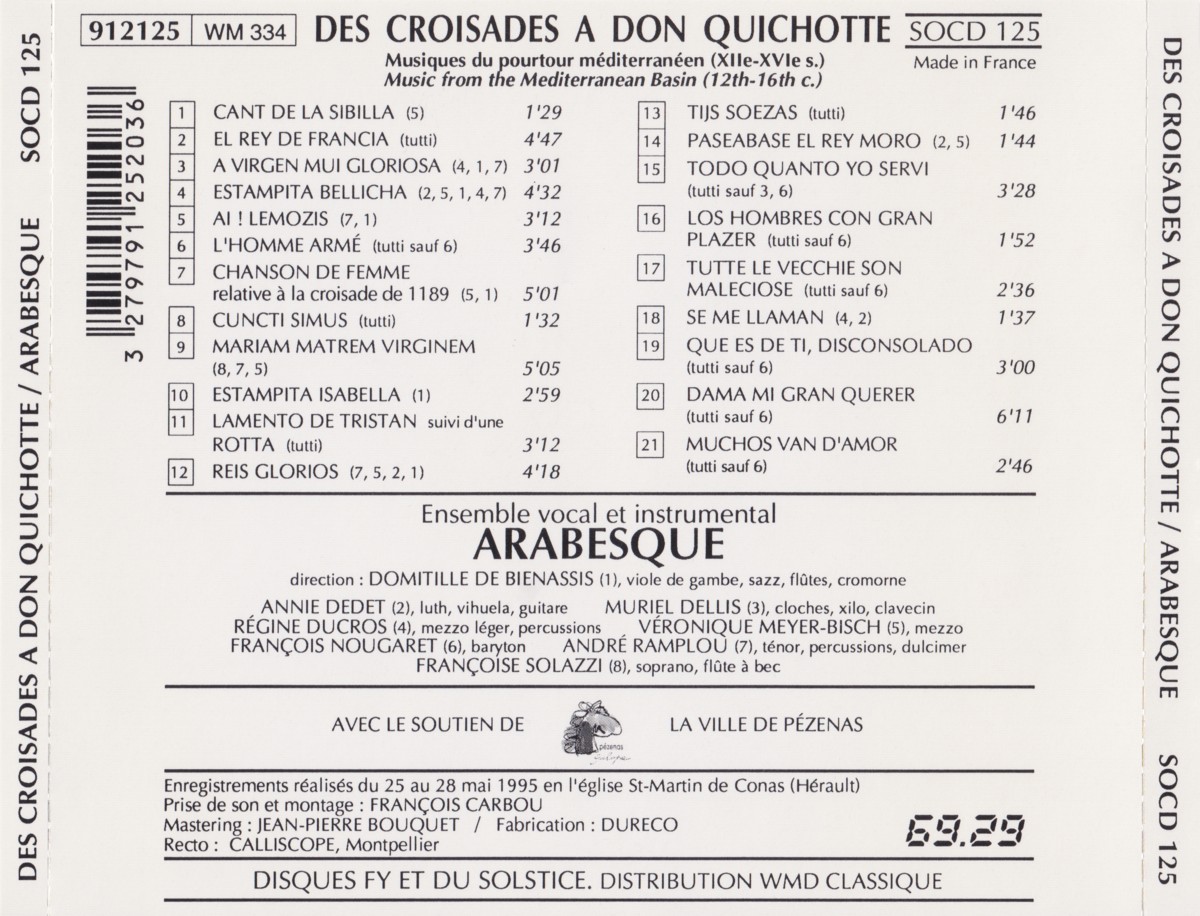 912125 WM 334
DES CROISADES A DON QUICHOTTE
SOCD 125
Musiques du pourtour méditerranéen (XIIe-XVIe s.)
Music from the Mediterranean Basin (12th-16th c.)
Made in France
3 279791 252036
1 CANT DE LA SIBILLA (5) 1'29
2 EL REY DE FRANCIA (tutti) 4'47
3 A VIRGEN MUI GLORIOSA (4, 1, 7) 3'01
4 ESTAMPITA BELLICHA (2, 5, 1, 4, 7) 4'32
5 AI ! LEMOZIS (7, 1) 3'12
6 L'HOMME ARMÉ (tutti sauf 6) 3'46
7 CHANSON DE FEMME
relative à la croisade de 1189 (5, 1) 5'01
8 CUNCTI SIMUS (tutti) 1'32
9 MARIAM MATREM VIRGINEM
(8, 7, 5) 5'05
10 ESTAMPITA ISABELLA (1) 2'59
11 LAMENTO DE TRISTAN suivi d'une
ROTTA (tutti) 3'12
12 REIS GLORIOS (7, 5, 2, 1) 4'18
13 TIJS SOEZAS (tutti) 1'46
14 PASEABASE EL REY MORO (2, 5) 1'44
15 TODO QUANTO YO SERVI
(tutti sauf 3, 6) 3'28
16 LOS HOMBRES CON GRAN
PLAZER (tutti sauf 6) 1'52
17 TUTTE LE VECCHIE SON
MALECIOSE (tutti sauf 6) 2'36
18 SE ME LLAMAN (4, 2) 1'37
19 QUE ES DE TI, DISCONSOLADO
(tutti sauf 6) 3'00
20 DAMA MI GRAN QUERER
(tutti sauf 6) 6'11
21 MUCHOS VAN D'AMOR
(tutti sauf 6) 2'46
Ensemble vocal et instrumental
ARABESQUE
direction : DOMITILLE DE BIENASSIS (1), viole de gambe, sazz, flûtes, cromorne
ANNIE DEDET (2), luth, vihuela, guitare MURIEL DELLIS (3), cloches, xilo, clavecin
RÉGINE DUCROS (4), mezzo léger, percussions VÉRONIQUE MEYER-BISCH (5), mezzo
FRANÇOIS NOUGARET (6), baryton ANDRÉ RAMPLOU (7), ténor, percussions, dulcimer
FRANÇOISE SOLAZZI (8), soprano, flûte à bec
AVEC LE SOUTIEN DE LA VILLE DE PÉZENAS
pézenas
Enregistrements réalisés du 25 au 28 mai 1995 en l'église St-Martin de Conas (Hérault)
Prise de son et montage : FRANÇOIS CARBOU
Mastering : JEAN-PIERRE BOUQUET / Fabrication : DURECO
Recto : CALLISCOPE, Montpellier
69.29
DISQUES FY ET DU SOLSTICE. DISTRIBUTION WMD CLASSIQUE
DES CROISADES A DON QUICHOTTE / ARABESQUE SOCD 125
DES CROISADES A DON QUICHOTTE / ARABESQUE SOCD 125